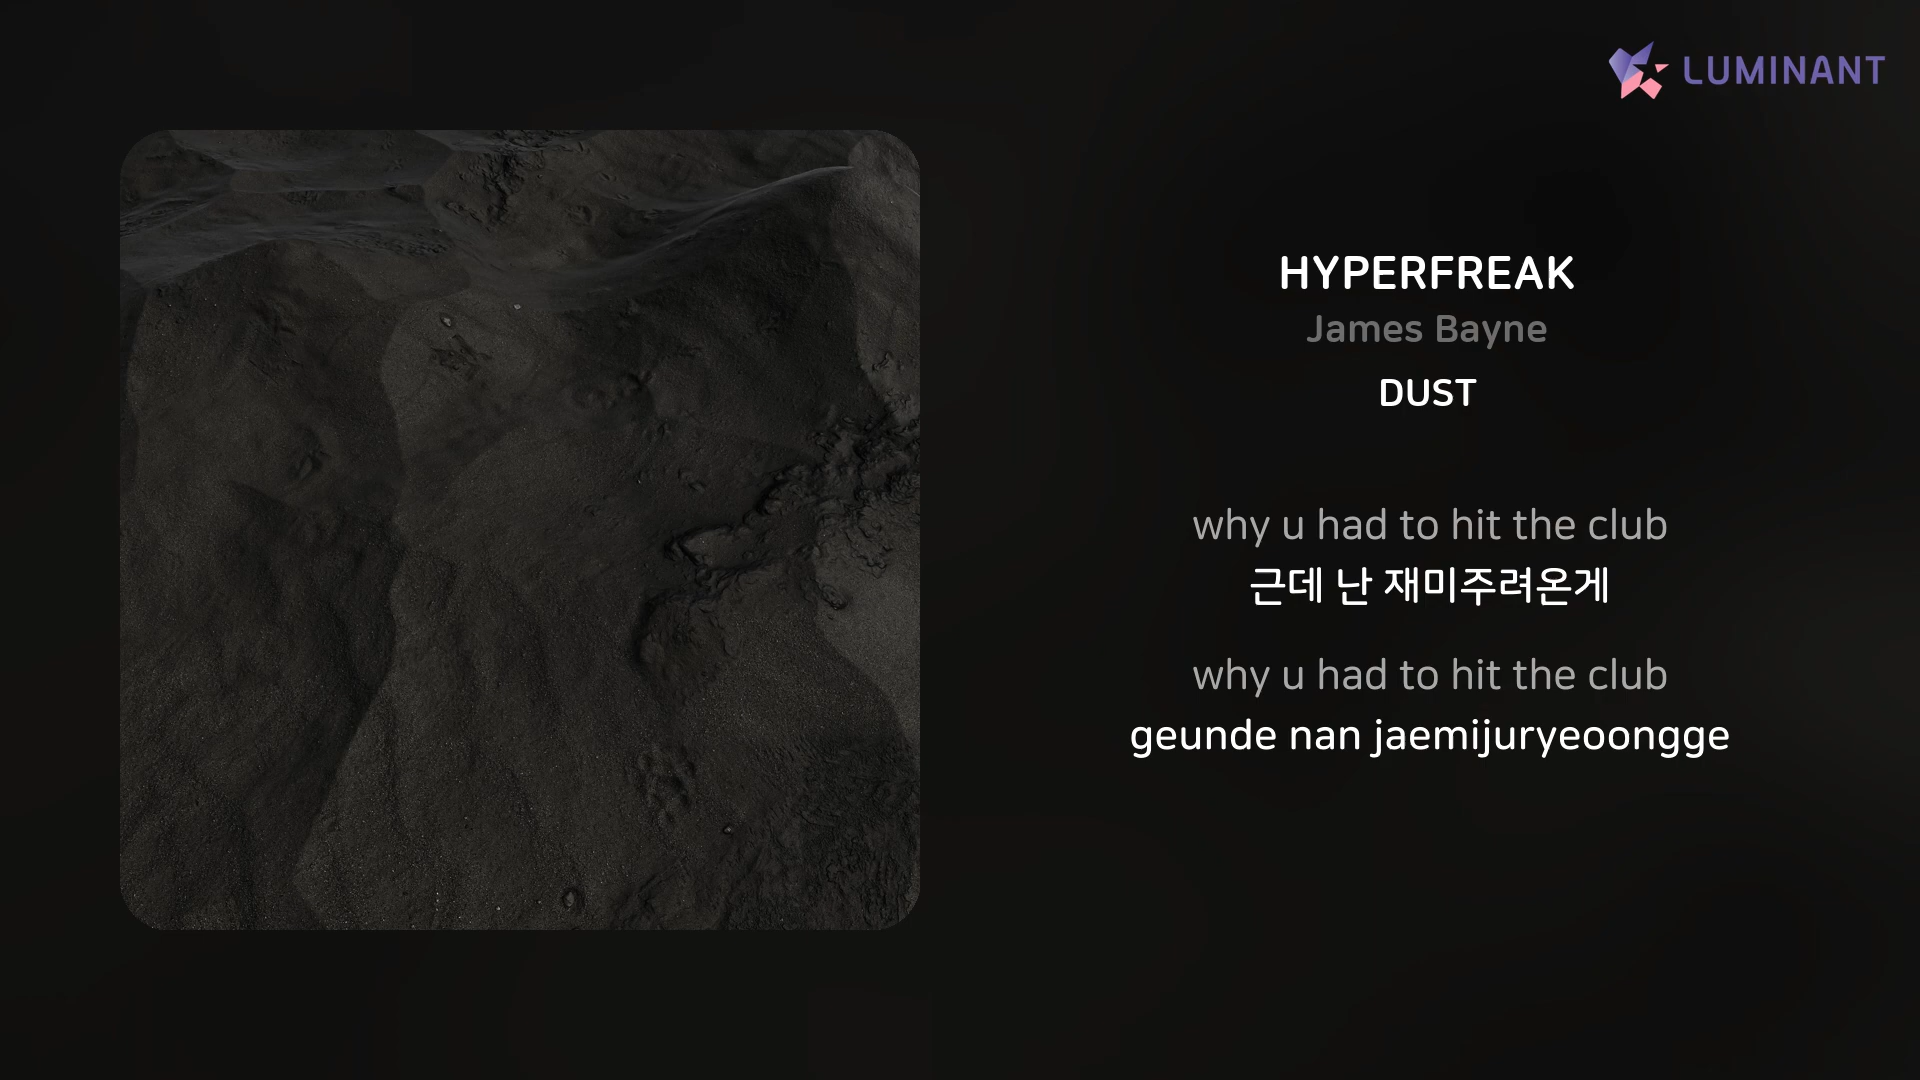 LUMINANT
HYPERFREAK
James Bayne
DUST
why u had to hit the club
근데 난 재미주려온게
why u had to hit the club
geunde nan jaemijuryeoongge